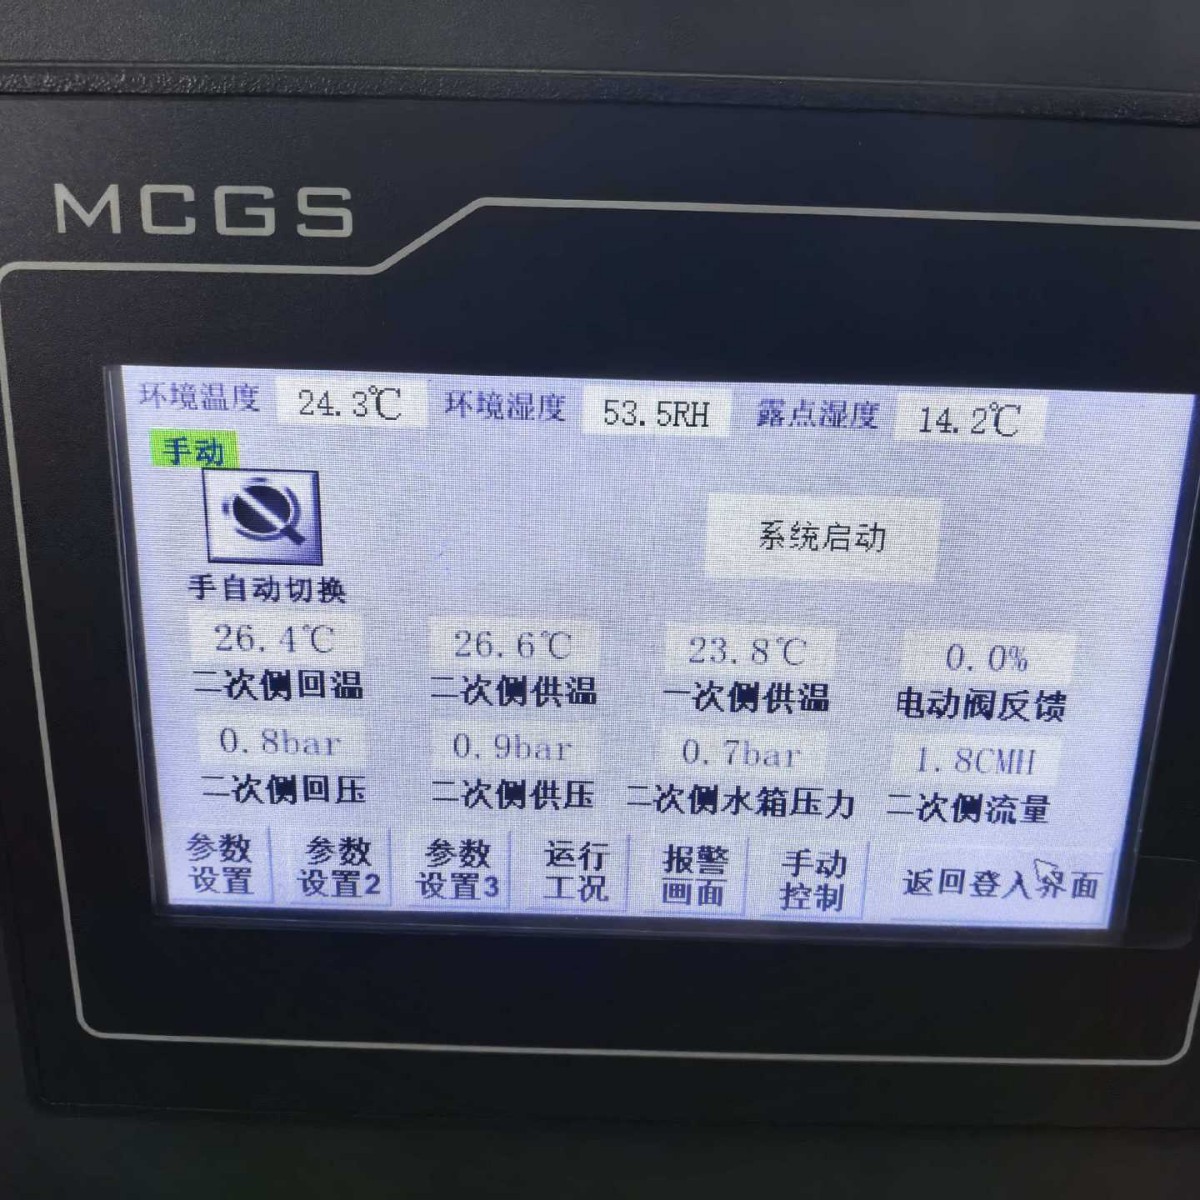 MCGS
环境温度 24.3℃ 环境湿度 53.5RH 露点湿度 14.2℃
手动
系统启动
手自动切换
26.4℃ 26.6℃ 23.8℃ 0.0%
二次侧回温 二次侧供温 一次侧供温 电动阀反馈
0.8bar 0.9bar 0.7bar 1.8CMH
二次侧回压 二次侧供压 二次侧水箱压力 二次侧流量
参数 参数 参数 运行 报警 手动 返回登入界面
设置 设置2 设置3 工况 画面 控制